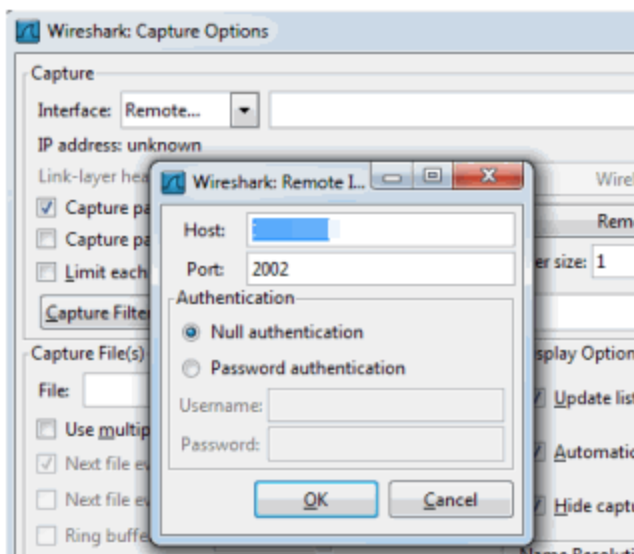 Wireshark: Capture Options
Capture
Interface: Remote...
IP address: unknown
Link-layer hea
Wirel
Capture pa
Remo
Capture pa
Limit each
er size: 1
Capture Filter
Capture File(s)
splay Option
File:
Update list
Use multip
Next file ev
Automatic
Next file ev
Hide captu
Ring buffe
Wireshark: Remote I...
Host:
Port: 2002
Authentication
Null authentication
Password authentication
Username:
Password:
OK Cancel